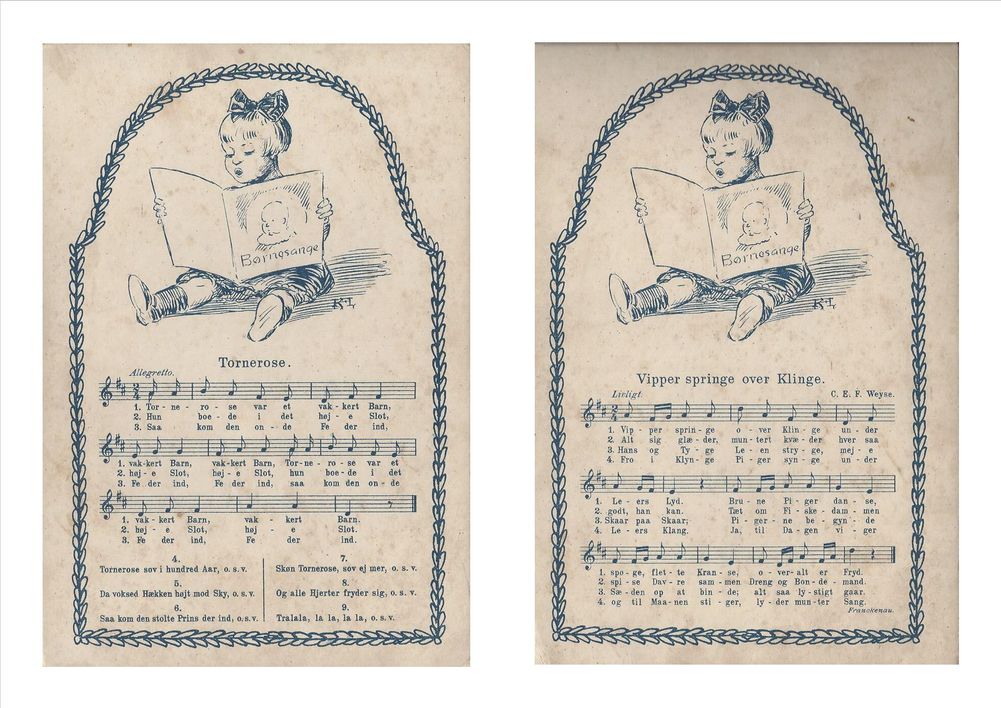 Børnesange
K·I.
Tornerose.
Allegretto.
2
4
1. Tor - ne - ro - se var et vak - kert Barn,
2. Hun boe - de i det høj - e Slot,
3. Saa kom den on - de Fe der ind,
1. vak-kert Barn, vak-kert Barn, Tor - ne - ro - se var et
2. høj - e Slot, høj - e Slot, hun boe - de i det
3. Fe der ind, Fe der ind, saa kom den on - de
1. vak - kert Barn, vak - kert Barn.
2. høj - e Slot, høj - e Slot.
3. Fe der ind, Fe der ind.
4.
Tornerose sov i hundred Aar, o. s. v.
5.
Da voksed Hækken højt mod Sky, o. s. v.
6.
Saa kom den stolte Prins der ind, o. s. v.
7.
Skøn Tornerose, sov ej mer, o. s. v.
8.
Og alle Hjerter fryder sig, o. s. v.
9.
Tralala, la la, la la, o. s. v.
Børnesange
K·I.
Vipper springe over Klinge.
Livligt.
C. E. F. Weyse.
2
4
1. Vip - per sprin - ge o - ver Klin - ge un - der
2. Alt sig glæ - der, mun - tert kvæ - der hver saa
3. Hans og Ty - ge Le - en stry - ge, mej - e
4. Fro i Klyn - ge Pi - ger syn - ge un - der
1. Le - ers Lyd. Bru - ne Pi - ger dan - se,
2. godt, han kan. Tæt om Fi - ske - dam - men
3. Skaar paa Skaar; Pi - ger - ne be - gyn - de
4. Le - ers Klang. Ja, til Da - gen vi - ger
1. spø - ge, flet - te Kran - se, o - ver - alt er Fryd.
2. spi - se Dav - re sam - men Dreng og Bon - de - mand.
3. Sæ - den op at bin - de; alt saa ly - stigt gaar.
4. og til Maa - nen sti - ger, ly - der mun - ter Sang.
Franckenau.